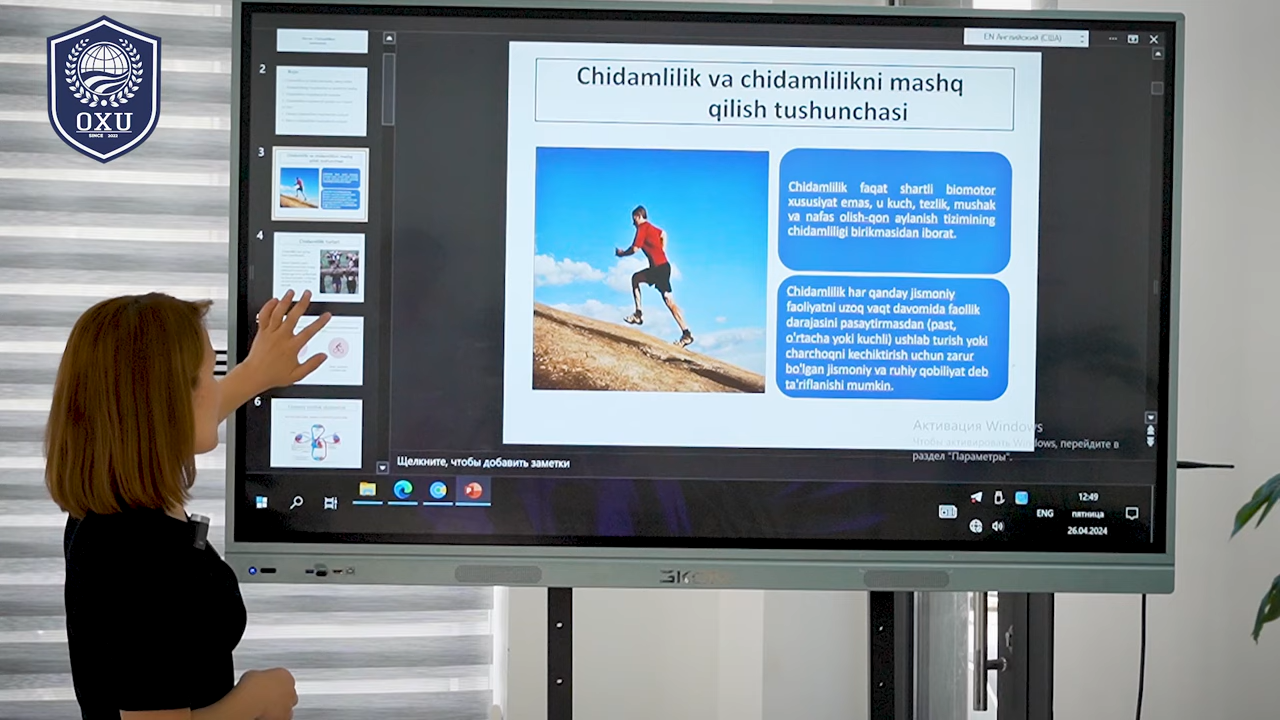 OXU
SINCE 2022
EN Английский (США)
2
3
4
6
Chidamlilik va chidamlilikni mashq
qilish tushunchasi
Chidamlilik faqat shartli biomotor
xususiyat emas, u kuch, tezlik, mushak
va nafas olish-qon aylanish tizimining
chidamliligi birikmasidan iborat.
Chidamlilik har qanday jismoniy
faoliyatni uzoq vaqt davomida faollik
darajasini pasaytirmasdan (past,
o'rtacha yoki kuchli) ushlab turish yoki
charchoqni kechiktirish uchun zarur
bo'lgan jismoniy va ruhiy qobiliyat deb
ta'riflanishi mumkin.
Активация Windows
Чтобы активировать Windows, перейдите в
раздел "Параметры".
Щелкните, чтобы добавить заметки
ENG
12:49
пятница
26.04.2024